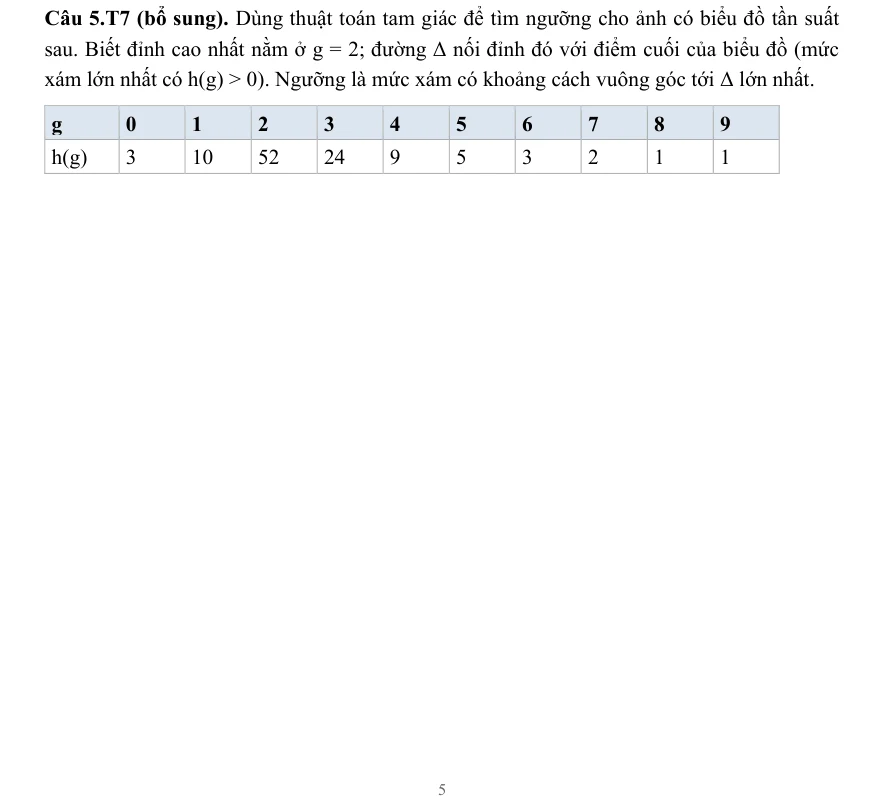 Câu 5.T7 (bổ sung). Dùng thuật toán tam giác để tìm ngưỡng cho ảnh có biểu đồ tần suất
sau. Biết đỉnh cao nhất nằm ở g = 2; đường Δ nối đỉnh đó với điểm cuối của biểu đồ (mức
xám lớn nhất có h(g) > 0). Ngưỡng là mức xám có khoảng cách vuông góc tới Δ lớn nhất.
g 0 1 2 3 4 5 6 7 8 9
h(g) 3 10 52 24 9 5 3 2 1 1
5